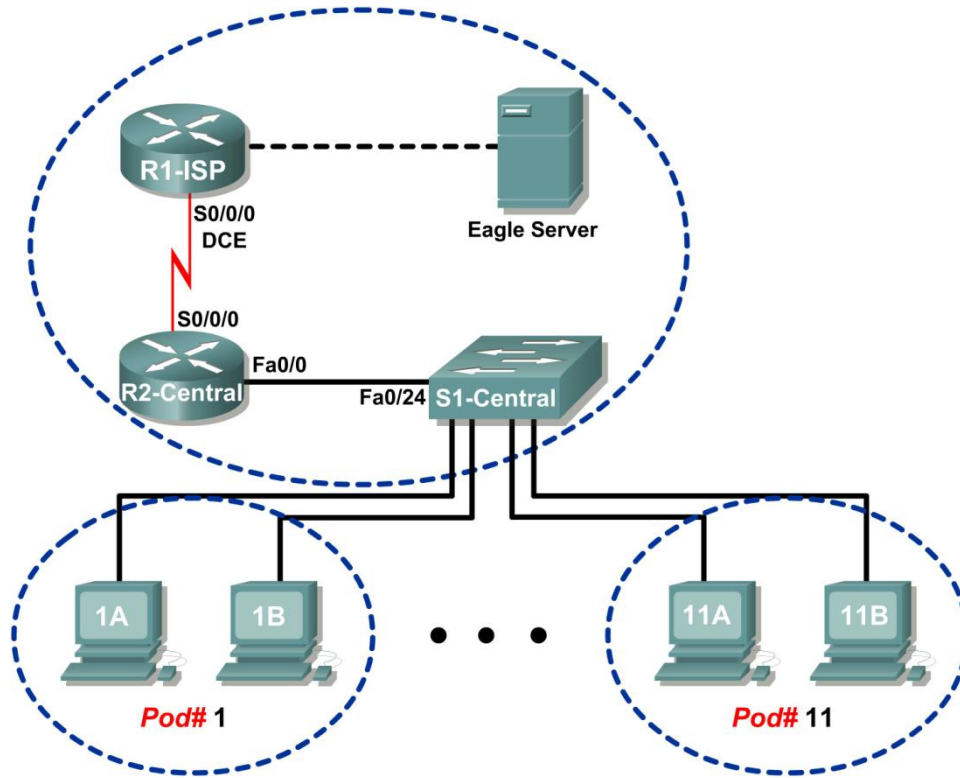 R1-ISP
S0/0/0
DCE
Eagle Server
S0/0/0
R2-Central
Fa0/0
Fa0/24
S1-Central
1A
1B
11A
11B
Pod# 1
Pod# 11